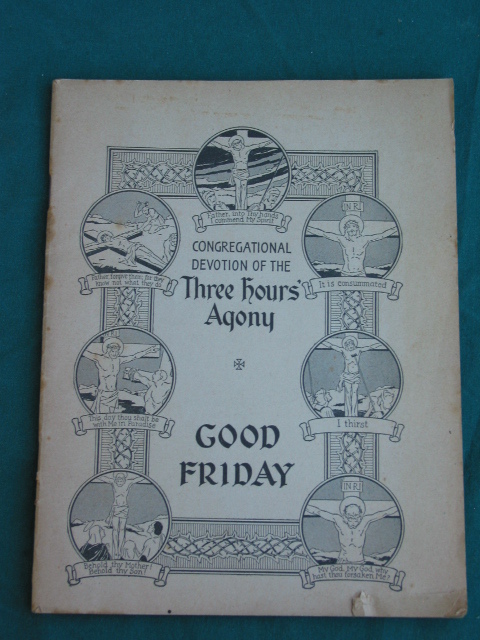 Father, into Thy hands
I commend My Spirit
CONGREGATIONAL
DEVOTION OF THE
Three Hours'
Agony
GOOD
FRIDAY
Father, forgive them, for they
know not what they do
This day thou shalt be
with Me in Paradise
Behold thy Mother!
Behold thy Son!
I.N.R.I
My God, My God, why
hast thou forsaken Me?
I thirst
I.N.R.I
It is consummated